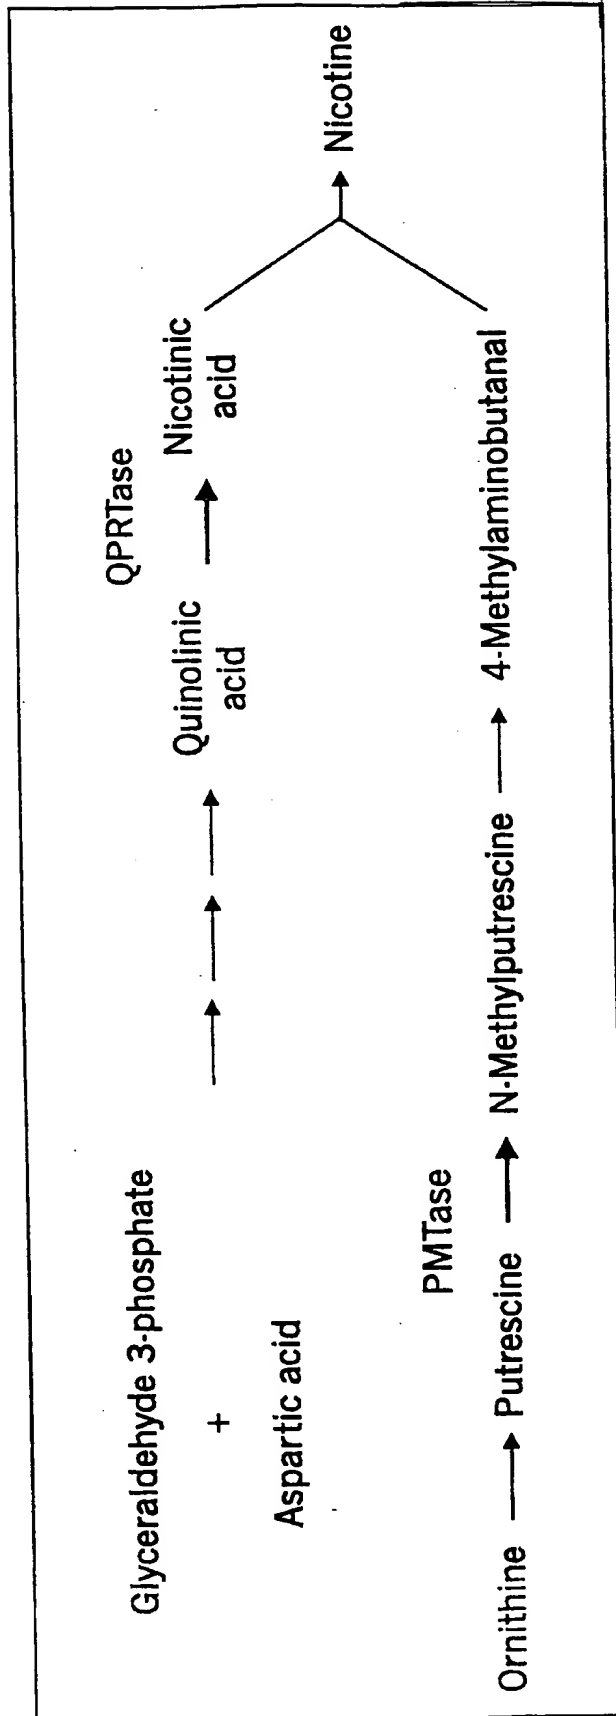 Glyceraldehyde 3-phosphate
+
Aspartic acid
QPRTase
Quinolinic
acid
Nicotinic
acid
Nicotine
PMTase
Ornithine
Putrescine
N-Methylputrescine
4-Methylaminobutanal